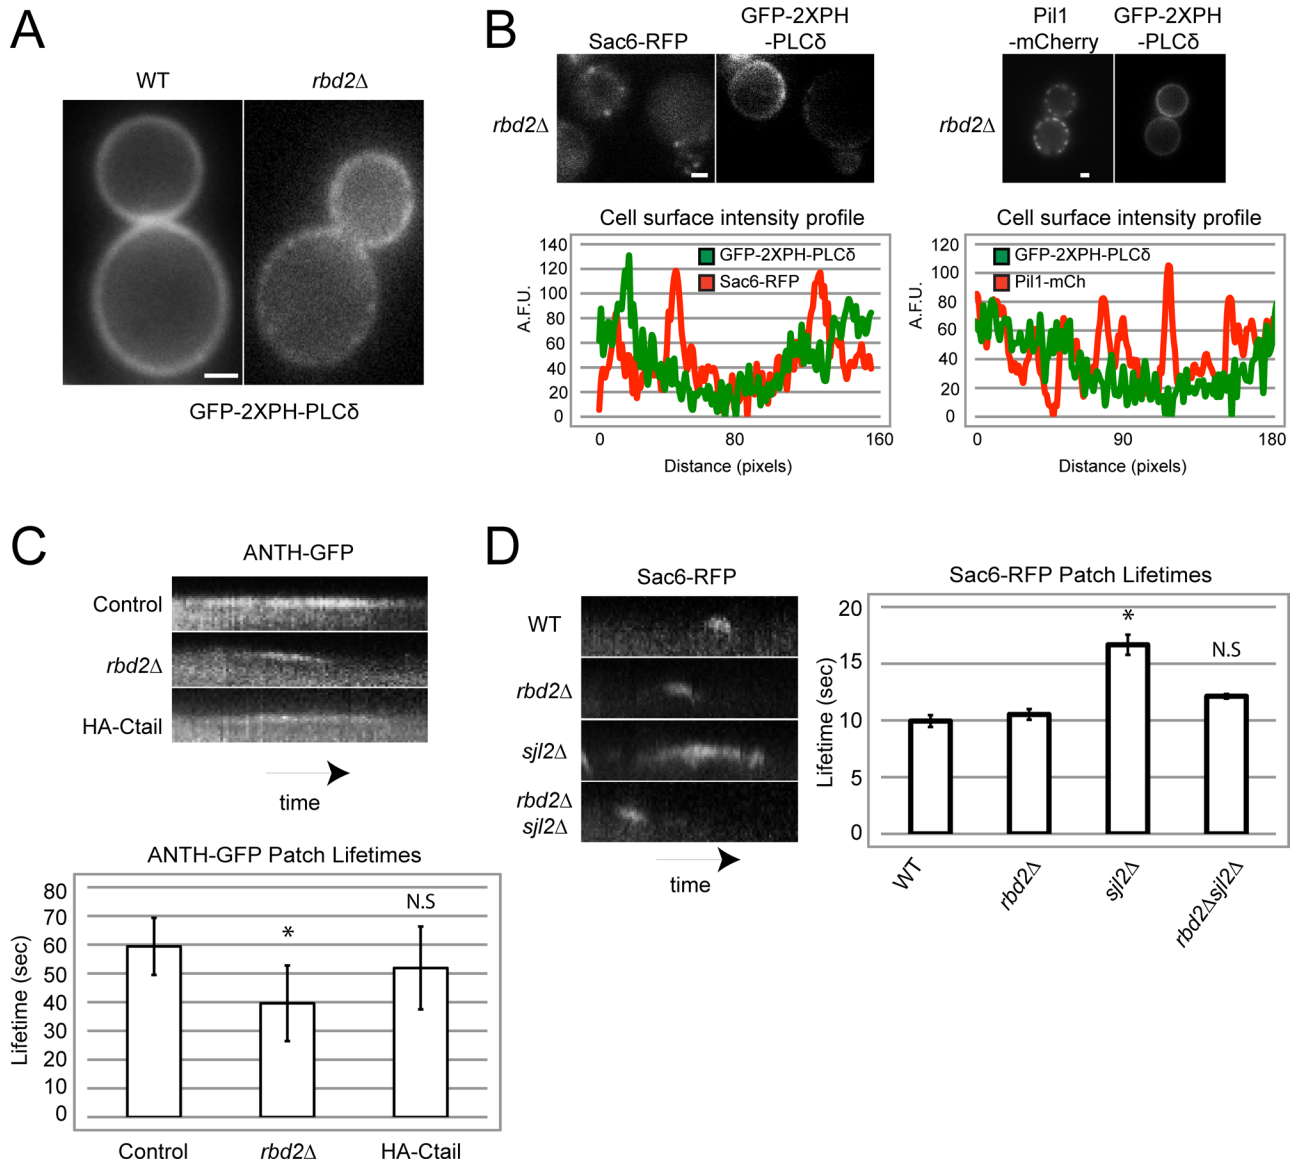 A
WT
rbd2Δ
GFP-2XPH-PLCδ
B
Sac6-RFP
GFP-2XPH
-PLCδ
rbd2Δ
Pil1
-mCherry
GFP-2XPH
-PLCδ
rbd2Δ
Cell surface intensity profile
140
120
100
80
60
40
20
0
A.F.U.
GFP-2XPH-PLCδ
Sac6-RFP
0
80
160
Distance (pixels)
Cell surface intensity profile
120
100
80
60
40
20
0
A.F.U.
GFP-2XPH-PLCδ
Pil1-mCh
0
90
180
Distance (pixels)
C
ANTH-GFP
Control
rbd2Δ
HA-Ctail
time
ANTH-GFP Patch Lifetimes
80
70
60
50
40
30
20
10
0
Lifetime (sec)
*
N.S
Control
rbd2Δ
HA-Ctail
D
Sac6-RFP
WT
rbd2Δ
sjl2Δ
rbd2Δ
sjl2Δ
time
Sac6-RFP Patch Lifetimes
20
15
10
5
0
Lifetime (sec)
*
N.S
WT
rbd2Δ
sjl2Δ
rbd2Δsjl2Δ